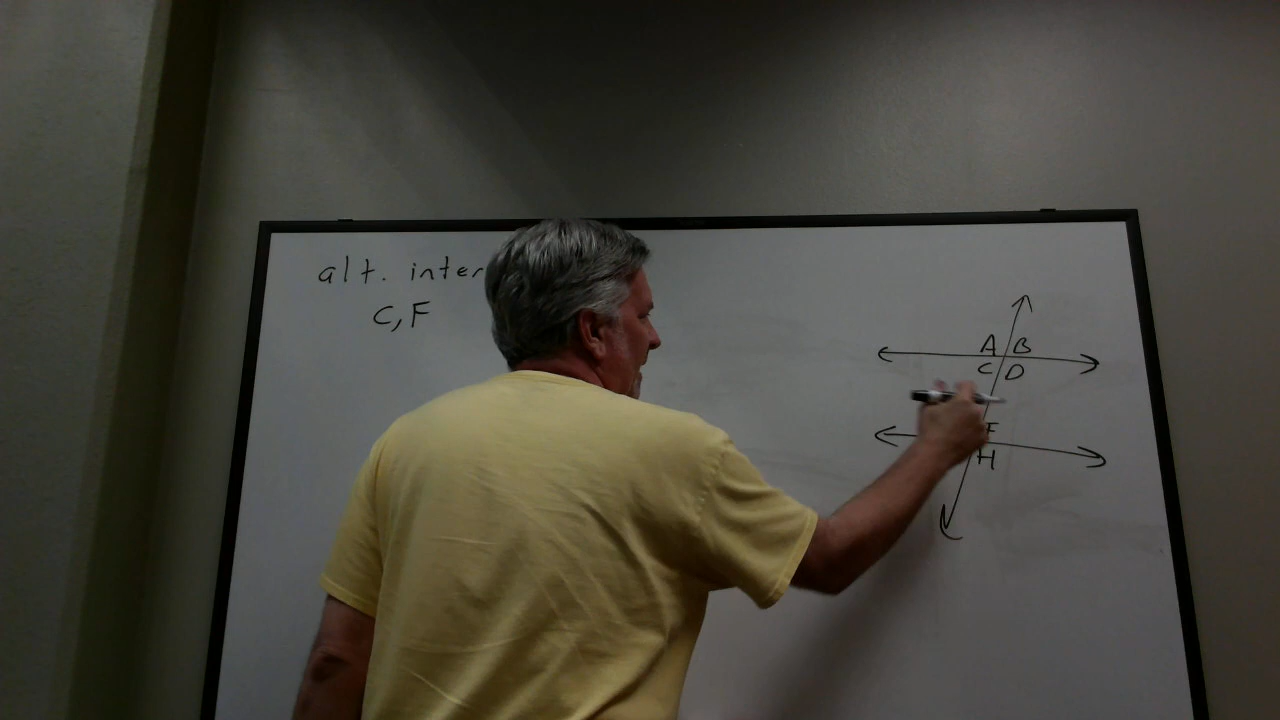 alt. inter
C, F
A B
C D
F
H